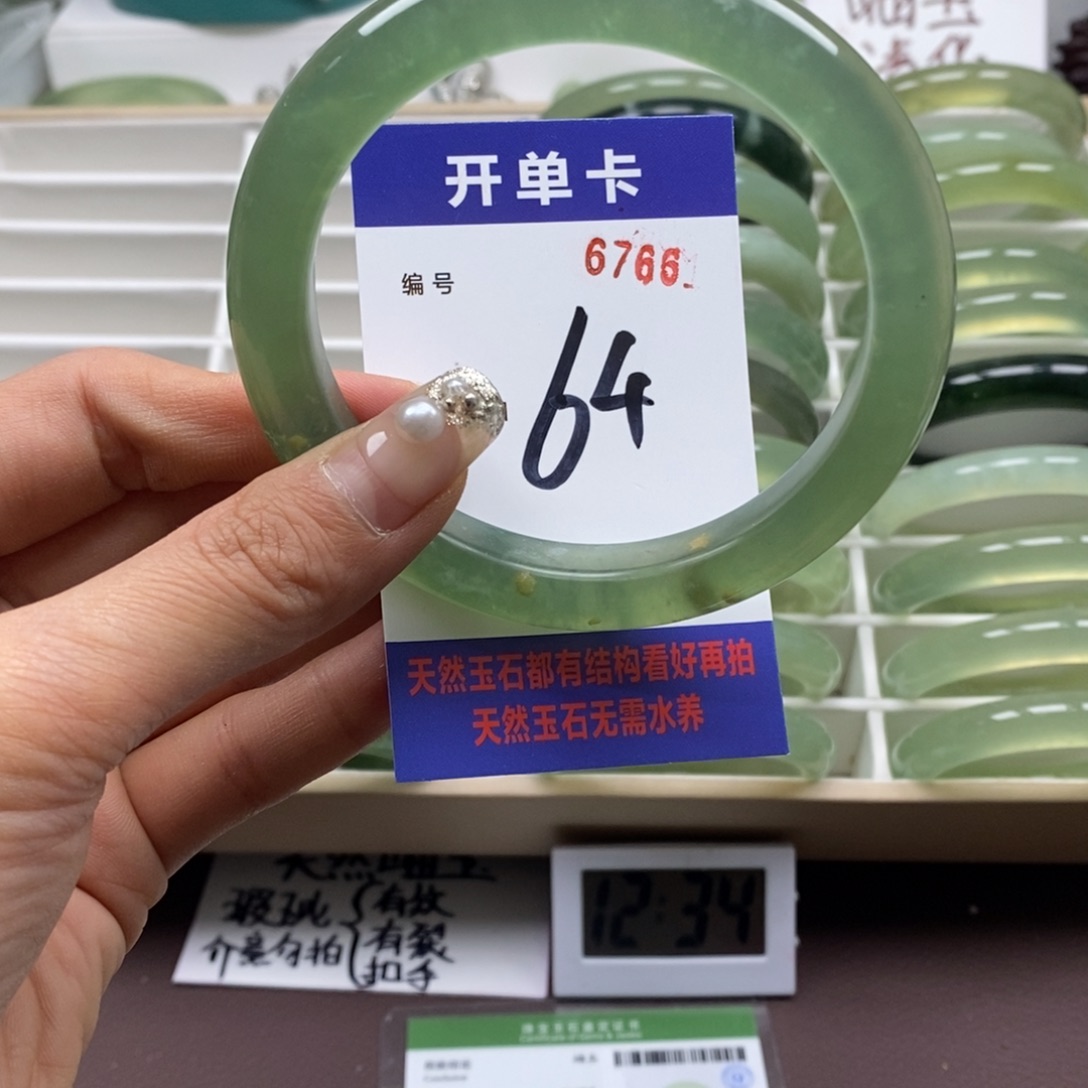 开单卡
6766
编号
64
天然玉石都有结构看好再拍
天然玉石无需水养
瑕疵
介意勿拍
有纹
有裂
扣手
12:34